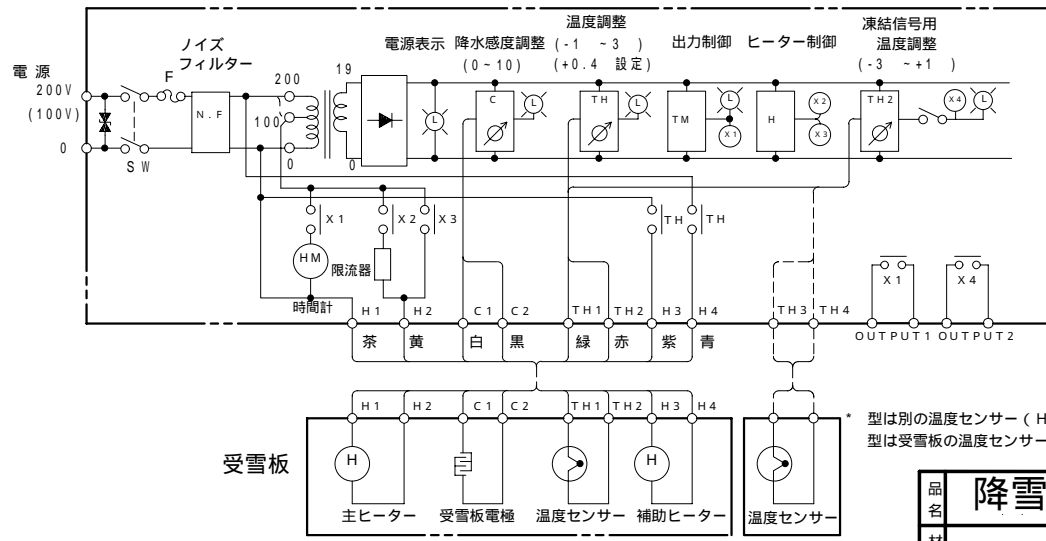 電源
200V
(100V)
0
SW
F
ノイズ
フィルター
N.F
200
100
0
19
0
電源表示
L
降水感度調整
(0~10)
C
L
温度調整
(-1 ~3 )
(+0.4 設定)
TH
L
出力制御
TM
L
X1
ヒーター制御
H
X2
X3
凍結信号用
温度調整
(-3 ~+1 )
TH2
X4
L
X1
HM
時間計
X2
X3
限流器
TH
TH
X1
X4
H1
H2
C1
C2
TH1
TH2
H3
H4
TH3
TH4
OUTPUT1
OUTPUT2
茶
黄
白
黒
緑
赤
紫
青
受雪板
H1
H2
C1
C2
TH1
TH2
H3
H4
H
H
主ヒーター
受雪板電極
温度センサー
補助ヒーター
温度センサー
* 型は別の温度センサー(H
型は受雪板の温度センサー
品名
降雪